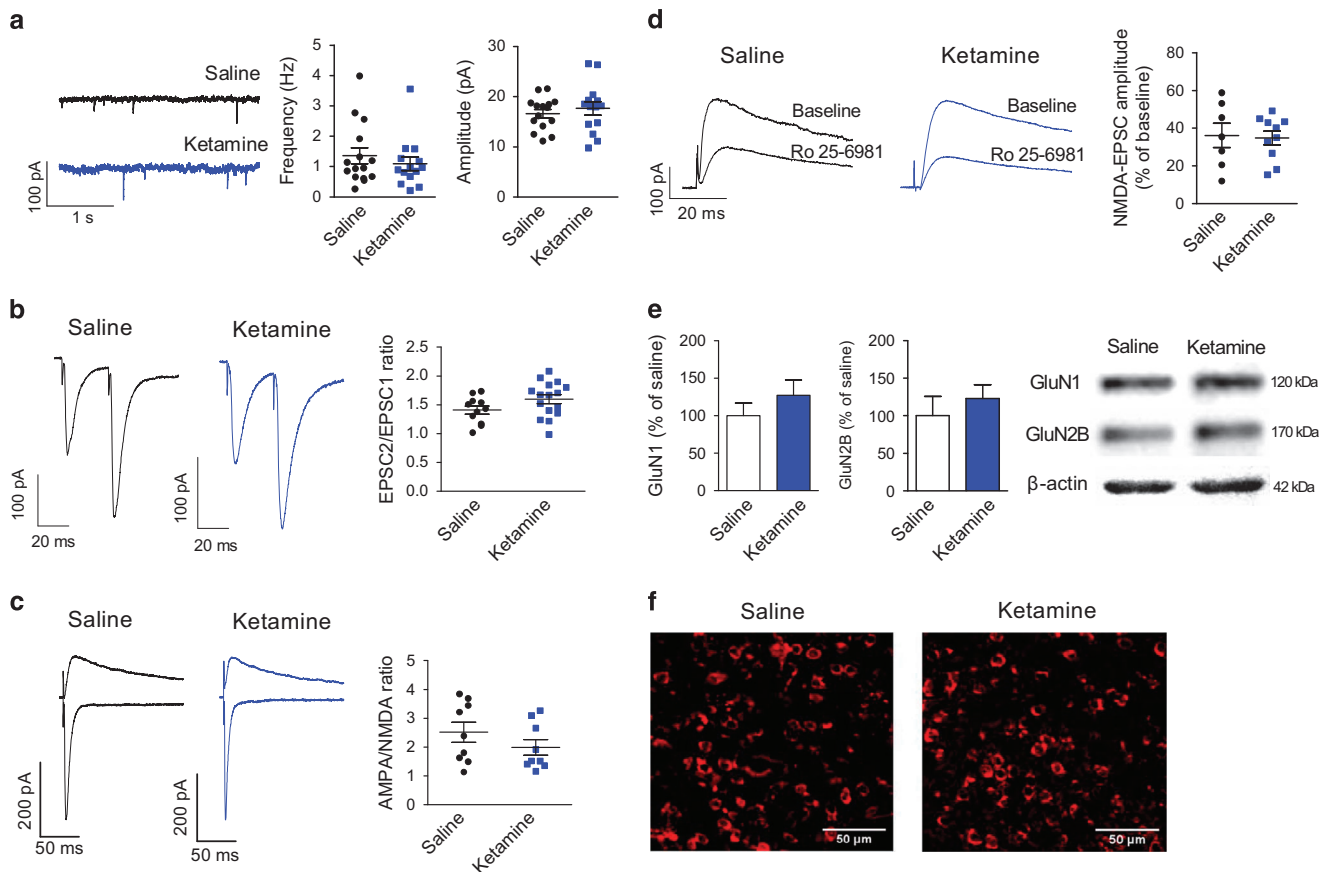 a
Saline
Ketamine
100 pA
1 s
Frequency (Hz)
5
4
3
2
1
0
Saline
Ketamine
Amplitude (pA)
30
20
10
0
Saline
Ketamine
b
Saline
Ketamine
100 pA
20 ms
100 pA
20 ms
EPSC2/EPSC1 ratio
2.5
2.0
1.5
1.0
0.5
0.0
Saline
Ketamine
c
Saline
Ketamine
200 pA
50 ms
200 pA
50 ms
AMPA/NMDA ratio
5
4
3
2
1
0
Saline
Ketamine
d
Saline
Ketamine
Baseline
Ro 25-6981
100 pA
20 ms
Baseline
Ro 25-6981
NMDA-EPSC amplitude
(% of baseline)
80
60
40
20
0
Saline
Ketamine
e
GluN1 (% of saline)
200
150
100
50
0
Saline
Ketamine
GluN2B (% of saline)
200
150
100
50
0
Saline
Ketamine
Saline Ketamine
GluN1 120 kDa
GluN2B 170 kDa
β-actin 42 kDa
f
Saline
Ketamine
50 µm
50 µm